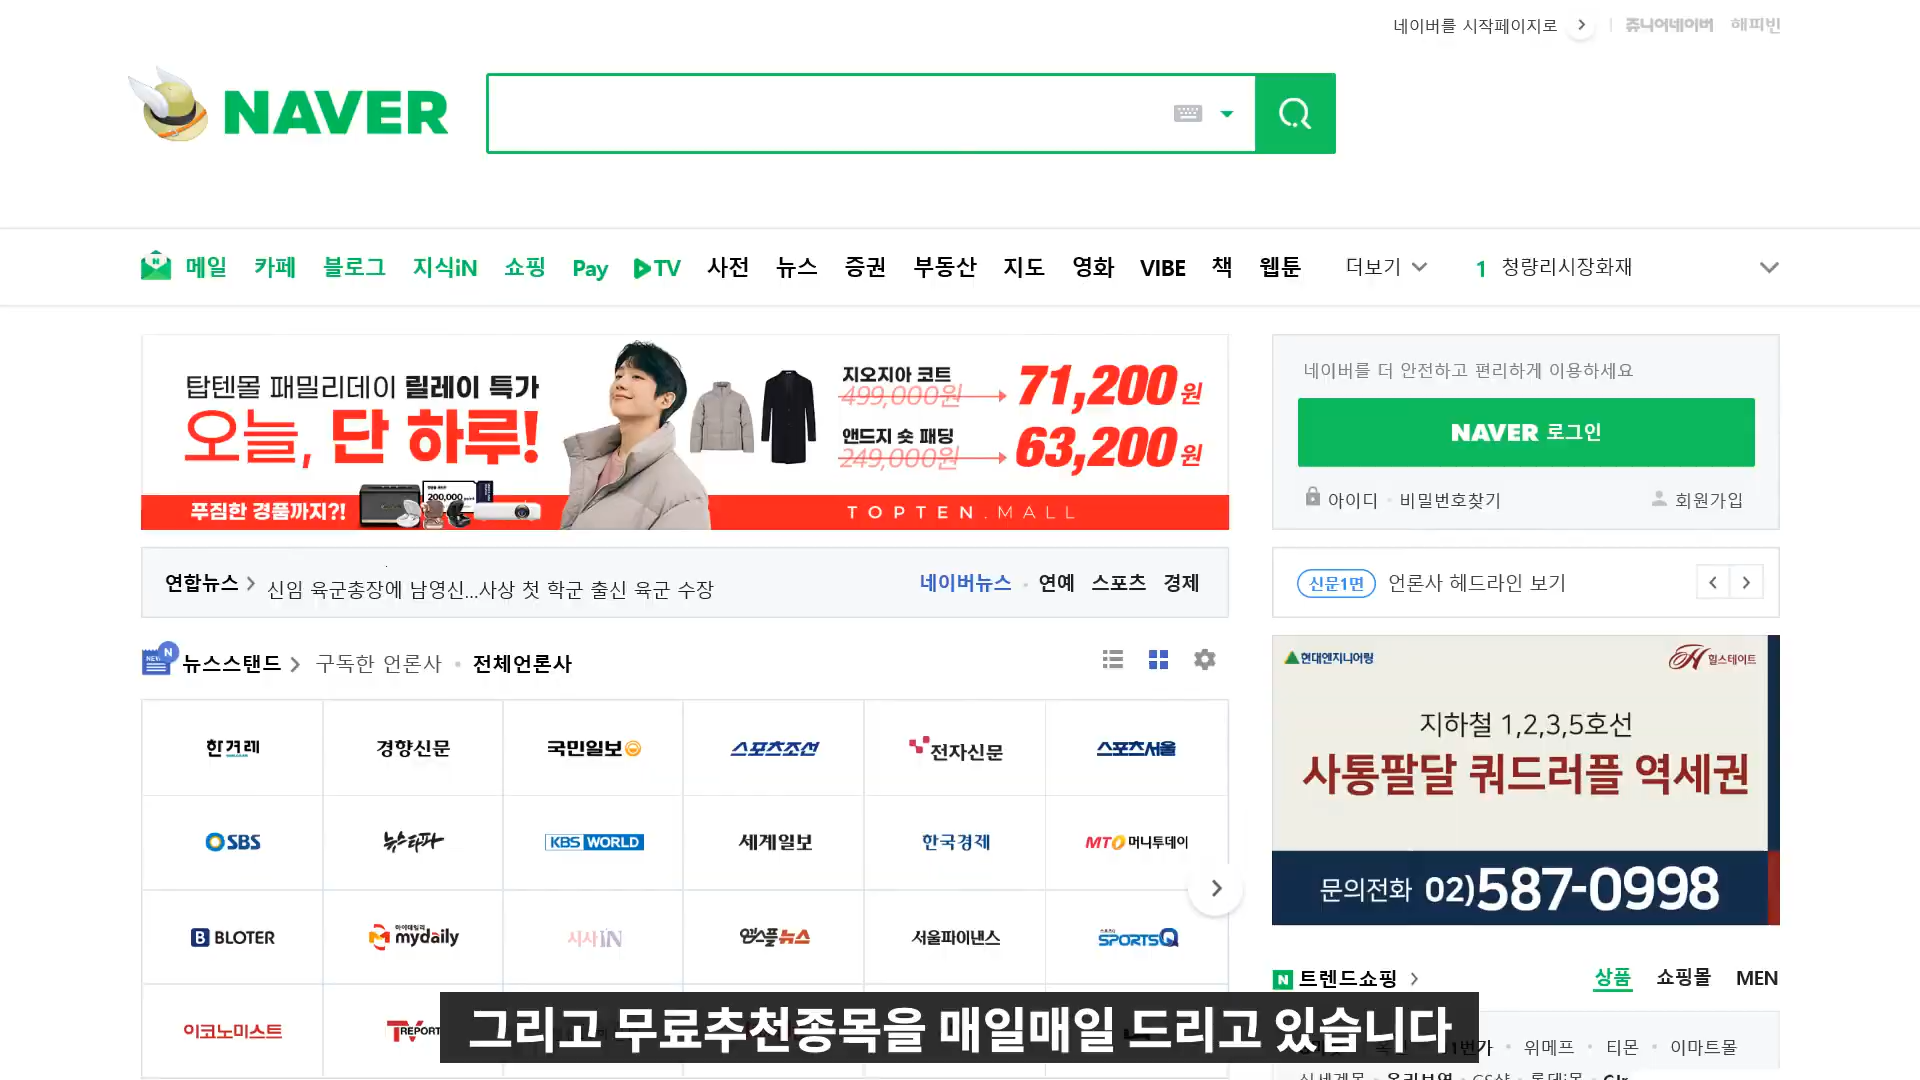 네이버를 시작페이지로
쥬니어네이버 해피빈
NAVER
메일 카페 블로그 지식iN 쇼핑 Pay TV 사전 뉴스 증권 부동산 지도 영화 VIBE 책 웹툰 더보기
1 청량리시장화재
탑텐몰 패밀리데이 릴레이 특가
오늘, 단 하루!
푸짐한 경품까지?!
200,000
지오지아 코트
499,000원
71,200원
앤드지 숏 패딩
249,000원
63,200원
TOPTEN.MALL
네이버를 더 안전하고 편리하게 이용하세요
NAVER 로그인
아이디 비밀번호찾기 회원가입
연합뉴스 신임 육군총장에 남영신...사상 첫 학군 출신 육군 수장
네이버뉴스 연예 스포츠 경제
신문1면 언론사 헤드라인 보기
뉴스스탠드 구독한 언론사 전체언론사
한겨레 경향신문 국민일보 스포츠조선 전자신문 스포츠서울
SBS 뉴스타파 KBS WORLD 세계일보 한국경제 MTO 머니투데이
BLOTER 마이데일리 mydaily 시사IN 엑스플뉴스 서울파이낸스 SPORTSQ
이코노미스트 TV REPORT
현대엔지니어링
힐스테이트
지하철 1,2,3,5호선
사통팔달 쿼드러플 역세권
문의전화 02)587-0998
트렌드쇼핑
상품 쇼핑몰 MEN
위메프 티몬 이마트몰
그리고 무료추천종목을 매일매일 드리고 있습니다